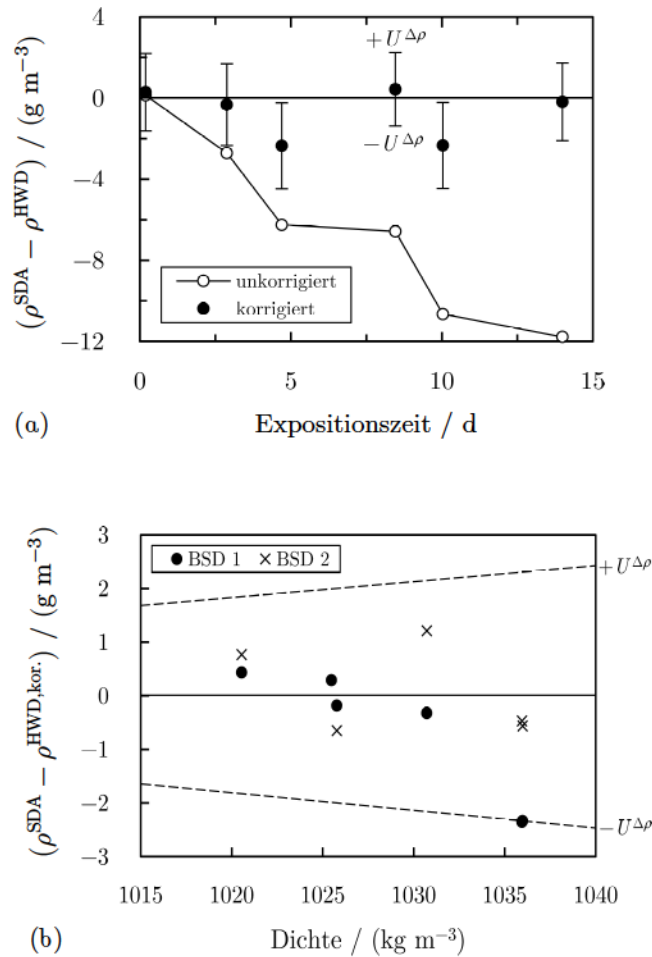 4
0
−4
−8
−12
(ρ^SDA − ρ^HWD) / (g m⁻³)
+U^Δρ
−U^Δρ
unkorrigiert
korrigiert
0 5 10 15
(a) Expositionszeit / d
3
2
1
0
−1
−2
−3
(ρ^SDA − ρ^HWD,kor.) / (g m⁻³)
BSD 1 BSD 2
+U^Δρ
−U^Δρ
1015 1020 1025 1030 1035 1040
(b) Dichte / (kg m⁻³)